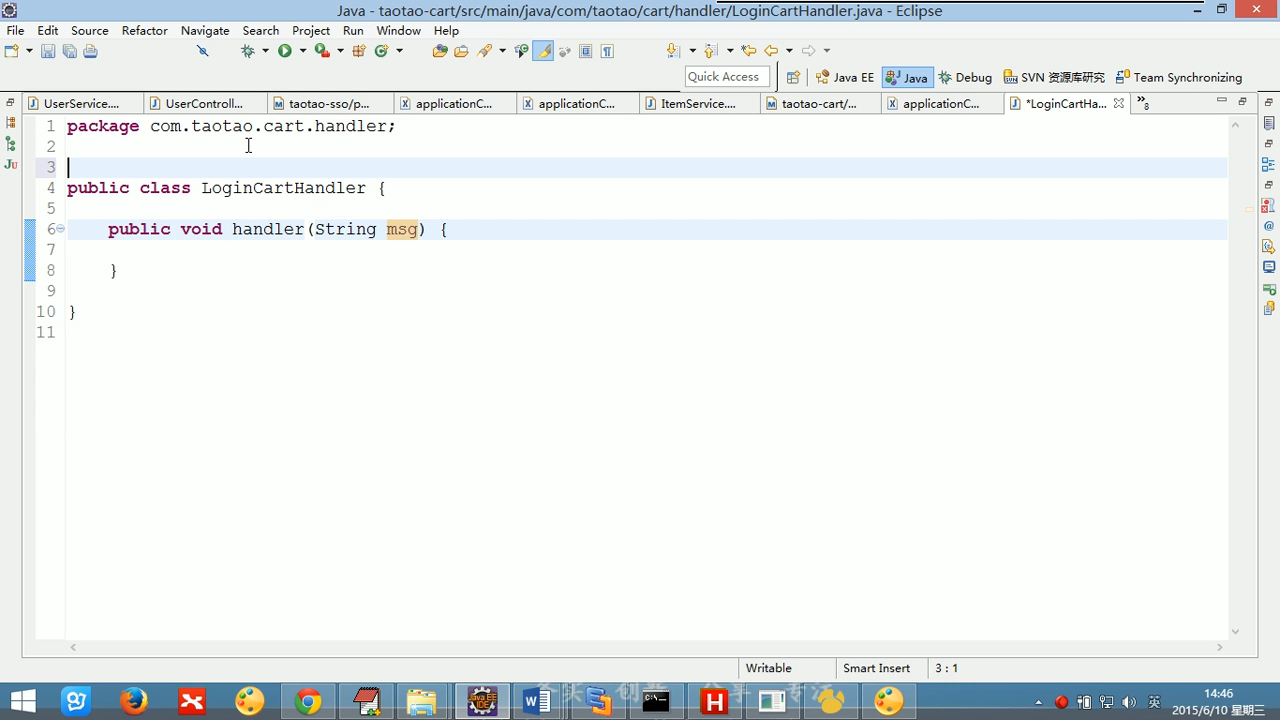 Java - taotao-cart/src/main/java/com/taotao/cart/handler/LoginCartHandler.java - Eclipse
File Edit Source Refactor Navigate Search Project Run Window Help
Quick Access Java EE Java Debug SVN 资源库研究 Team Synchronizing
UserService.... UserControll... taotao-sso/p... applicationC... applicationC... ItemService.... taotao-cart/... applicationC... *LoginCartHa... »3
1 package com.taotao.cart.handler;
2
3
4 public class LoginCartHandler {
5
6 public void handler(String msg) {
7
8 }
9
10 }
11
Writable Smart Insert 3 : 1
14:46
英
2015/6/10 星期三